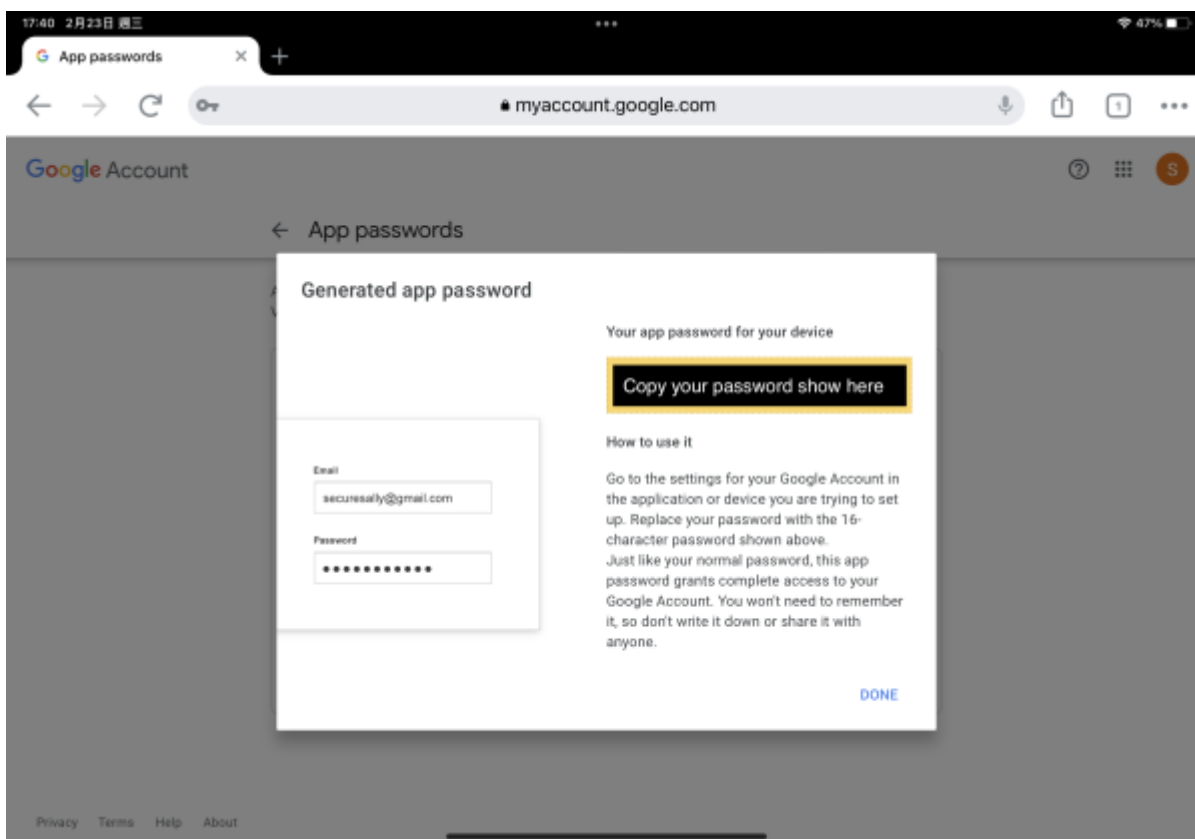 17:40 2月23日 週三
47%
App passwords
myaccount.google.com
1
Google Account
S
App passwords
Generated app password
Your app password for your device
Copy your password show here
How to use it
Email
securesally@gmail.com
Password
Go to the settings for your Google Account in
the application or device you are trying to set
up. Replace your password with the 16-
character password shown above.
Just like your normal password, this app
password grants complete access to your
Google Account. You won't need to remember
it, so don't write it down or share it with
anyone.
DONE
Privacy Terms Help About